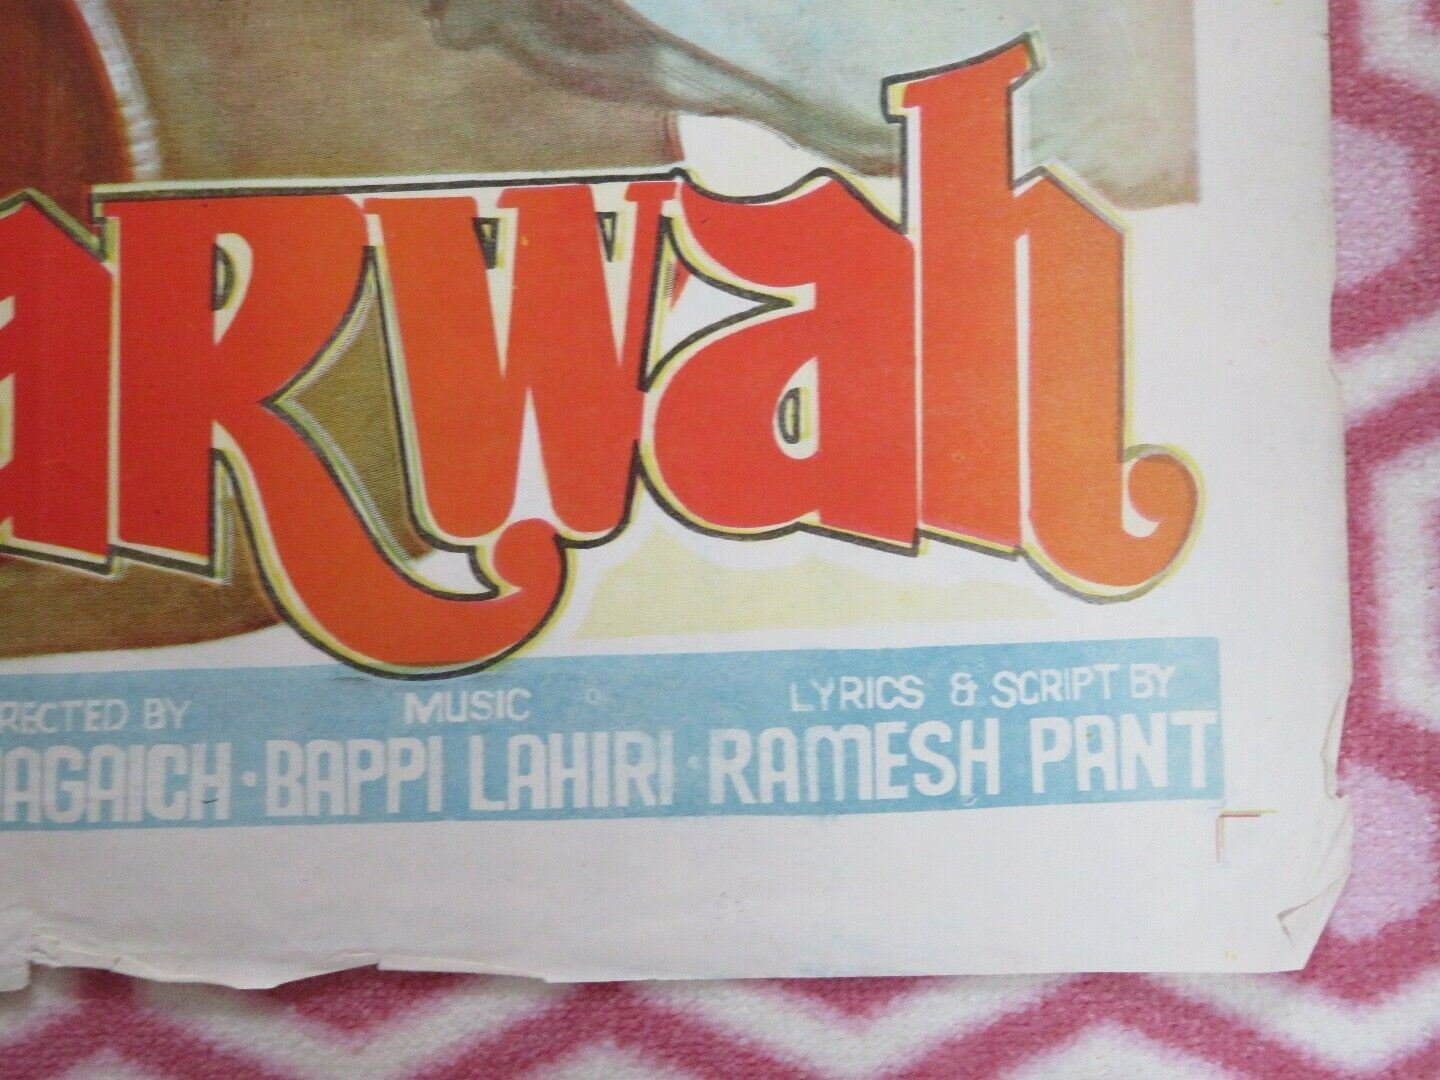 arwah
RECTED BY MUSIC LYRICS & SCRIPT BY
AGAICH · BAPPI LAHIRI · RAMESH PANT